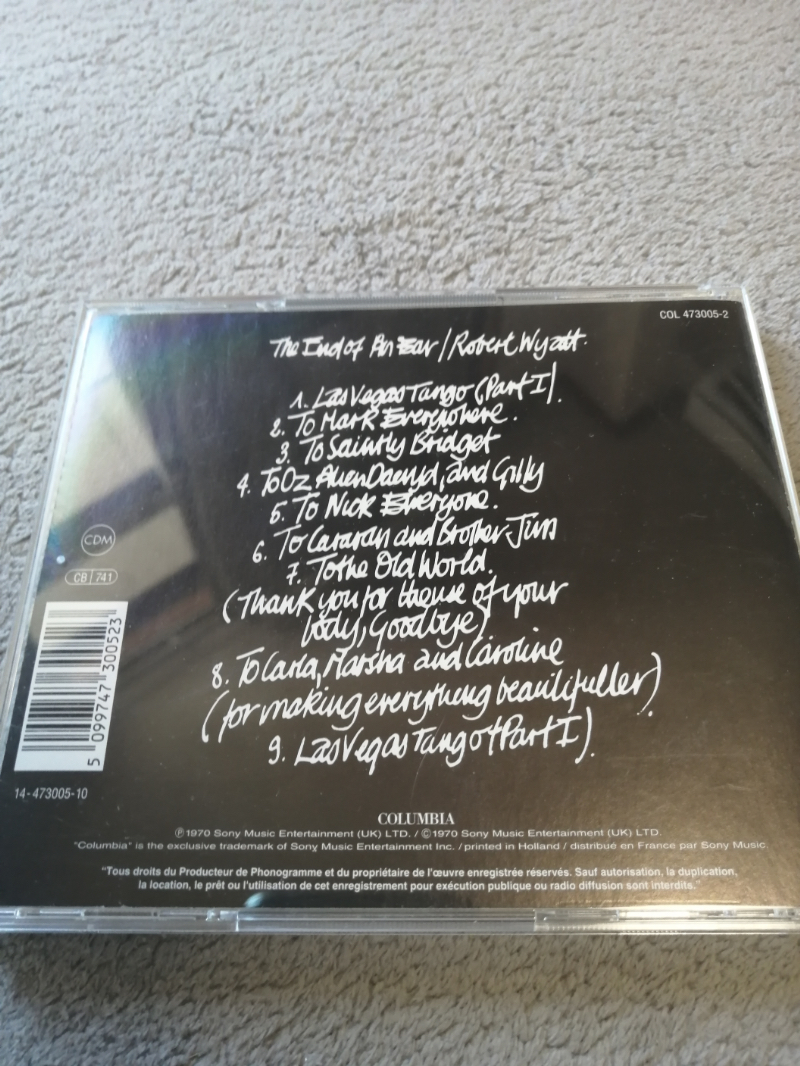 COL 473005-2
The End of An Ear / Robert Wyatt.
1. Las Vegas Tango (Part I).
2. To Mark Everywhere.
3. To Saintly Bridget
4. To Oz Alien Daevyd, and Gilly
5. To Nick Everyone.
6. To Caravan and Brother Jim
7. To the Old World.
(Thank you for the use of your
body, Goodbye)
8. To Carla, Marsha and Caroline
(for making everything beautifuller)
9. Las Vegas Tango (Part I).
CDM
CB 741
5 099747 300523
14-473005-10
COLUMBIA
℗1970 Sony Music Entertainment (UK) LTD. / ©1970 Sony Music Entertainment (UK) LTD.
"Columbia" is the exclusive trademark of Sony Music Entertainment Inc. / printed in Holland / distribué en France par Sony Music.
"Tous droits du Producteur de Phonogramme et du propriétaire de l'œuvre enregistrée réservés. Sauf autorisation, la duplication,
la location, le prêt ou l'utilisation de cet enregistrement pour exécution publique ou radio diffusion sont interdits."